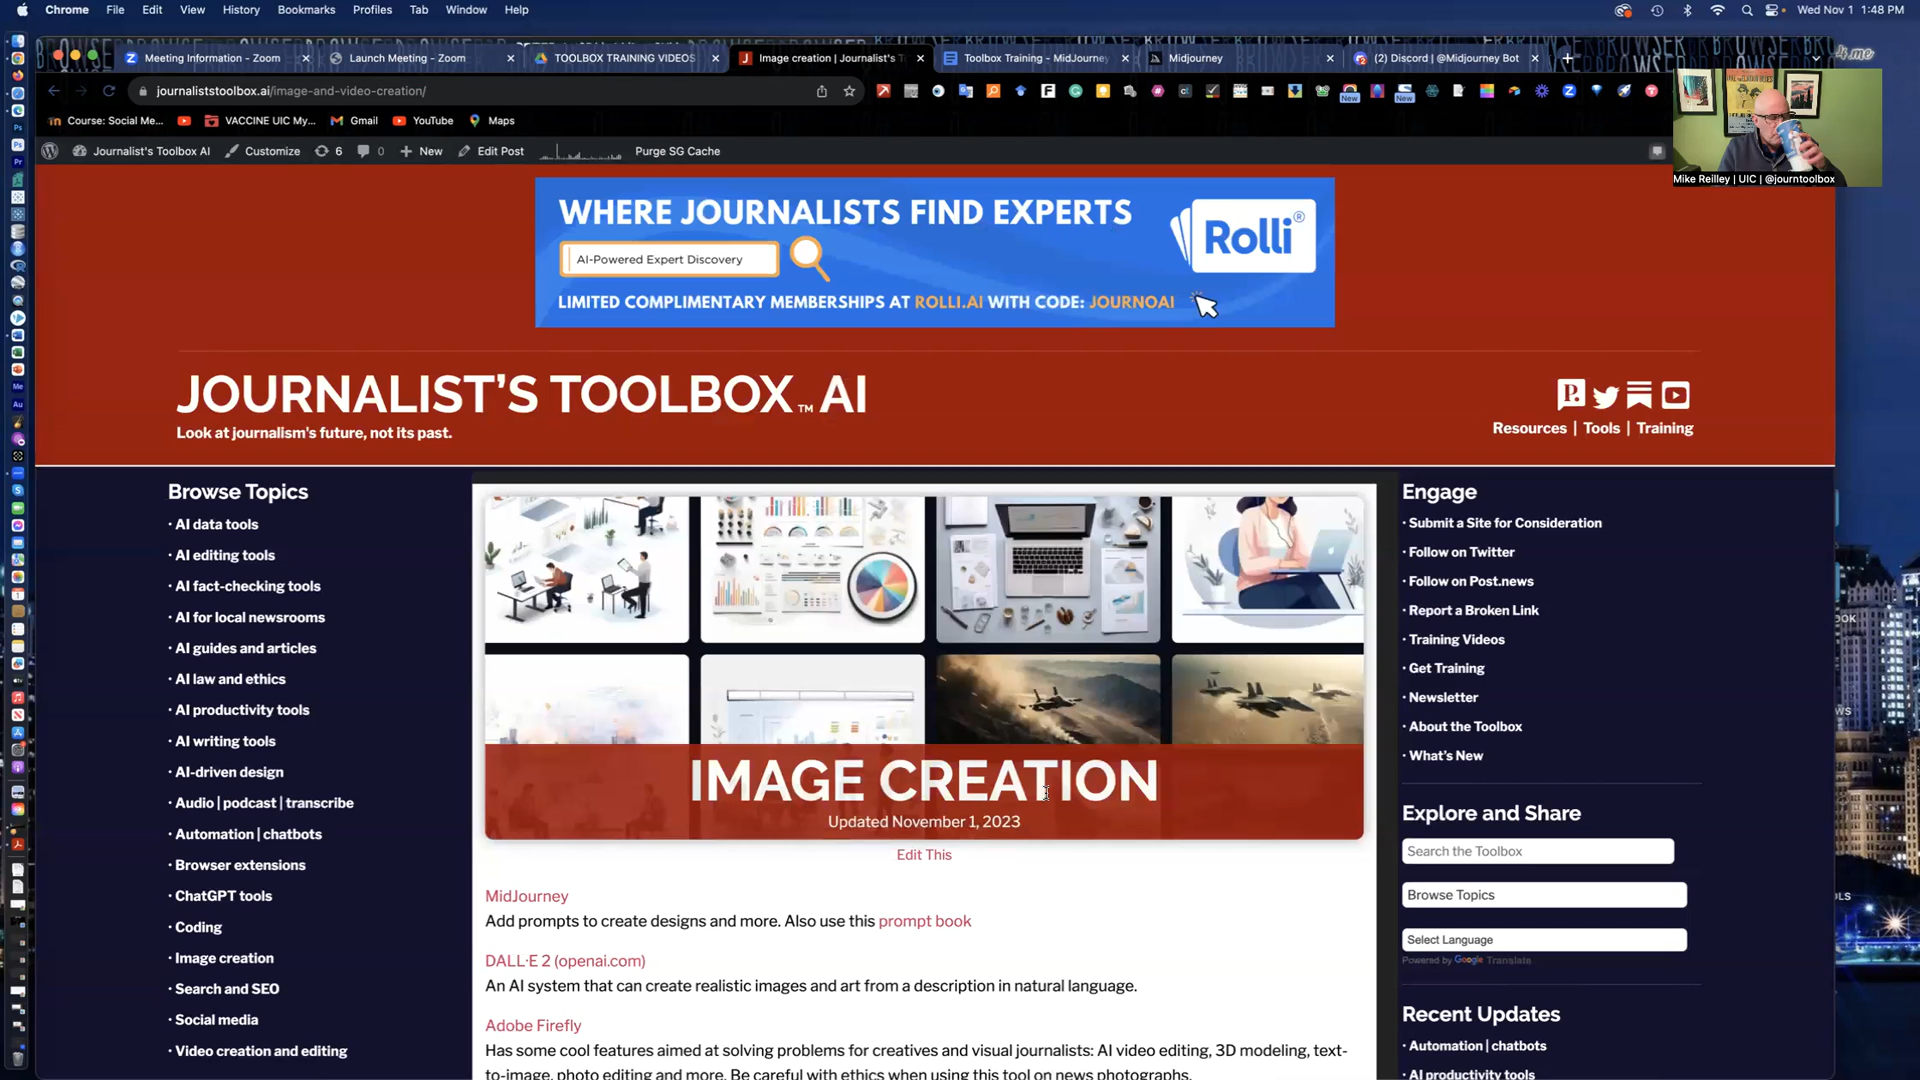 Chrome File Edit View History Bookmarks Profiles Tab Window Help
Wed Nov 1 1:48 PM
Meeting Information - Zoom
Launch Meeting - Zoom
TOOLBOX TRAINING VIDEOS
Image creation | Journalist's T
Toolbox Training - MidJourney
Midjourney
(2) Discord | @Midjourney Bot
journaliststoolbox.ai/image-and-video-creation/
New
New
Course: Social Me...
VACCINE UIC My...
Gmail
YouTube
Maps
Journalist's Toolbox AI
Customize
6
0
New
Edit Post
Purge SG Cache
Mike Reilley | UIC | @journtoolbox
WHERE JOURNALISTS FIND EXPERTS
AI-Powered Expert Discovery
Rolli®
LIMITED COMPLIMENTARY MEMBERSHIPS AT ROLLI.AI WITH CODE: JOURNOAI
JOURNALIST'S TOOLBOX™ AI
Look at journalism's future, not its past.
Resources | Tools | Training
Browse Topics
· AI data tools
· AI editing tools
· AI fact-checking tools
· AI for local newsrooms
· AI guides and articles
· AI law and ethics
· AI productivity tools
· AI writing tools
· AI-driven design
· Audio | podcast | transcribe
· Automation | chatbots
· Browser extensions
· ChatGPT tools
· Coding
· Image creation
· Search and SEO
· Social media
· Video creation and editing
IMAGE CREATION
Updated November 1, 2023
Edit This
MidJourney
Add prompts to create designs and more. Also use this prompt book
DALL·E 2 (openai.com)
An AI system that can create realistic images and art from a description in natural language.
Adobe Firefly
Has some cool features aimed at solving problems for creatives and visual journalists: AI video editing, 3D modeling, text-
to-image, photo editing and more. Be careful with ethics when using this tool on news photographs.
Engage
· Submit a Site for Consideration
· Follow on Twitter
· Follow on Post.news
· Report a Broken Link
· Training Videos
· Get Training
· Newsletter
· About the Toolbox
· What's New
Explore and Share
Search the Toolbox
Browse Topics
Select Language
Powered by Google Translate
Recent Updates
· Automation | chatbots
· AI productivity tools